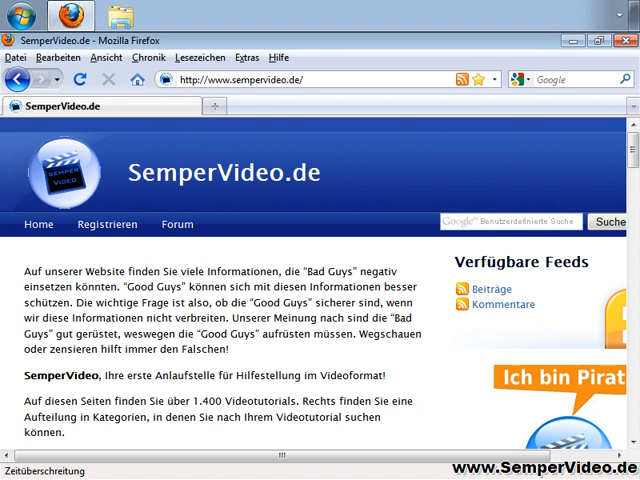 SemperVideo.de - Mozilla Firefox
Datei Bearbeiten Ansicht Chronik Lesezeichen Extras Hilfe
http://www.sempervideo.de/
Google
SemperVideo.de
SEMPER
VIDEO
SemperVideo.de
Home Registrieren Forum
Google™ Benutzerdefinierte Suche
Suche
Auf unserer Website finden Sie viele Informationen, die “Bad Guys” negativ
einsetzen könnten. “Good Guys” können sich mit diesen Informationen besser
schützen. Die wichtige Frage ist also, ob die “Good Guys” sicherer sind, wenn
wir diese Informationen nicht verbreiten. Unserer Meinung nach sind die “Bad
Guys” gut gerüstet, weswegen die “Good Guys” aufrüsten müssen. Wegschauen
oder zensieren hilft immer den Falschen!
SemperVideo, Ihre erste Anlaufstelle für Hilfestellung im Videoformat!
Auf diesen Seiten finden Sie über 1.400 Videotutorials. Rechts finden Sie eine
Aufteilung in Kategorien, in denen Sie nach Ihrem Videotutorial suchen
können.
Verfügbare Feeds
Beiträge
Kommentare
Ich bin Pirat
Zeitüberschreitung
www.SemperVideo.de